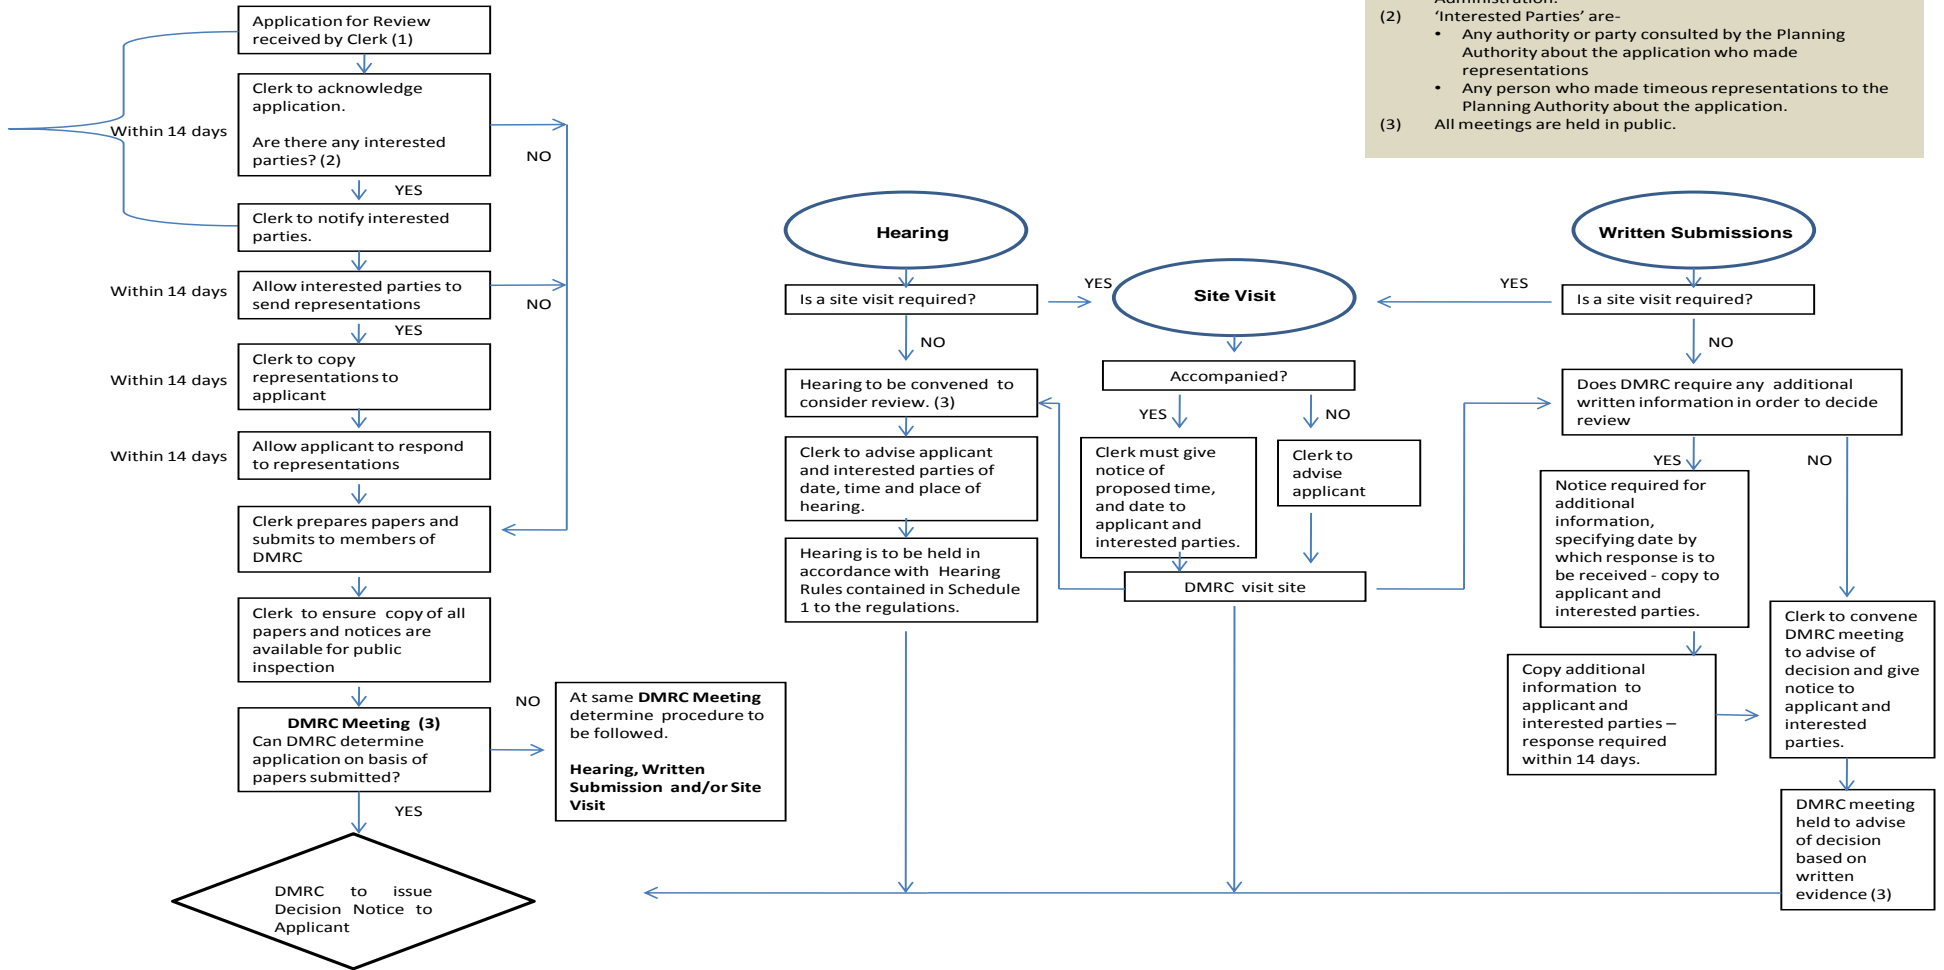 Application for Review
received by Clerk (1)
Clerk to acknowledge
application.
Are there any interested
parties? (2)
Within 14 days
NO
YES
Clerk to notify interested
parties.
Within 14 days
Allow interested parties to
send representations
NO
YES
Within 14 days
Clerk to copy
representations to
applicant
Within 14 days
Allow applicant to respond
to representations
Clerk prepares papers and
submits to members of
DMRC
Clerk to ensure copy of all
papers and notices are
available for public
inspection
DMRC Meeting (3)
Can DMRC determine
application on basis of
papers submitted?
NO
YES
At same DMRC Meeting
determine procedure to
be followed.
Hearing, Written
Submission and/or Site
Visit
DMRC to issue
Decision Notice to
Applicant
Administration.
(2) ‘Interested Parties’ are-
• Any authority or party consulted by the Planning
Authority about the application who made
representations
• Any person who made timeous representations to the
Planning Authority about the application.
(3) All meetings are held in public.
Hearing
Is a site visit required?
YES
NO
Hearing to be convened to
consider review. (3)
Clerk to advise applicant
and interested parties of
date, time and place of
hearing.
Hearing is to be held in
accordance with Hearing
Rules contained in Schedule
1 to the regulations.
Site Visit
Accompanied?
YES
NO
Clerk must give
notice of
proposed time,
and date to
applicant and
interested parties.
Clerk to
advise
applicant
DMRC visit site
Written Submissions
YES
Is a site visit required?
NO
Does DMRC require any additional
written information in order to decide
review
YES
NO
Notice required for
additional
information,
specifying date by
which response is to
be received - copy to
applicant and
interested parties.
Copy additional
information to
applicant and
interested parties –
response required
within 14 days.
Clerk to convene
DMRC meeting
to advise of
decision and give
notice to
applicant and
interested
parties.
DMRC meeting
held to advise
of decision
based on
written
evidence (3)